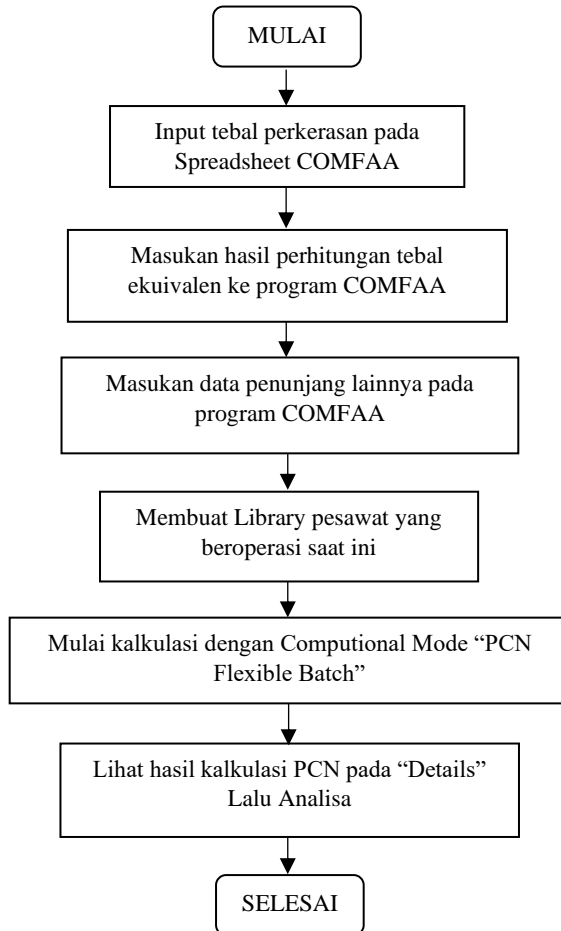 MULAI
Input tebal perkerasan pada
Spreadsheet COMFAA
Masukan hasil perhitungan tebal
ekuivalen ke program COMFAA
Masukan data penunjang lainnya pada
program COMFAA
Membuat Library pesawat yang
beroperasi saat ini
Mulai kalkulasi dengan Computional Mode “PCN
Flexible Batch”
Lihat hasil kalkulasi PCN pada “Details”
Lalu Analisa
SELESAI